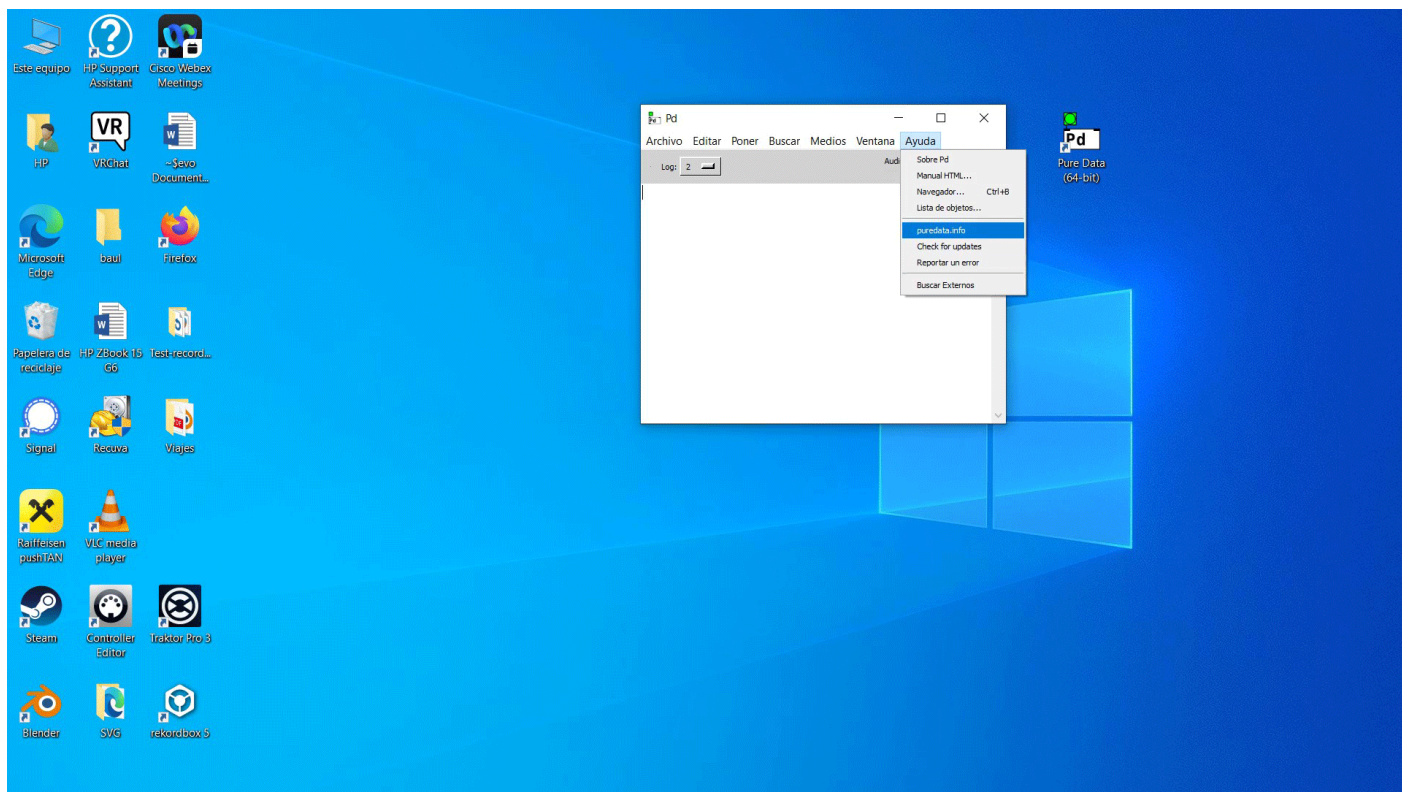 Este equipo
HP Support
Assistant
Cisco Webex
Meetings
HP
VR
VRChat
~$evo
Document...
Microsoft
Edge
baul
Firefox
Papelera de
reciclaje
HP ZBook 15
G6
Test-record...
Signal
Recuva
Viajes
Raiffeisen
pushTAN
VLC media
player
Steam
Controller
Editor
Traktor Pro 3
Blender
SVG
rekordbox 5
Pd
Archivo Editar Poner Buscar Medios Ventana Ayuda
Log: 2
Audi
Sobre Pd
Manual HTML...
Navegador... Ctrl+B
Lista de objetos...
puredata.info
Check for updates
Reportar un error
Buscar Externos
Pd
Pure Data
(64-bit)